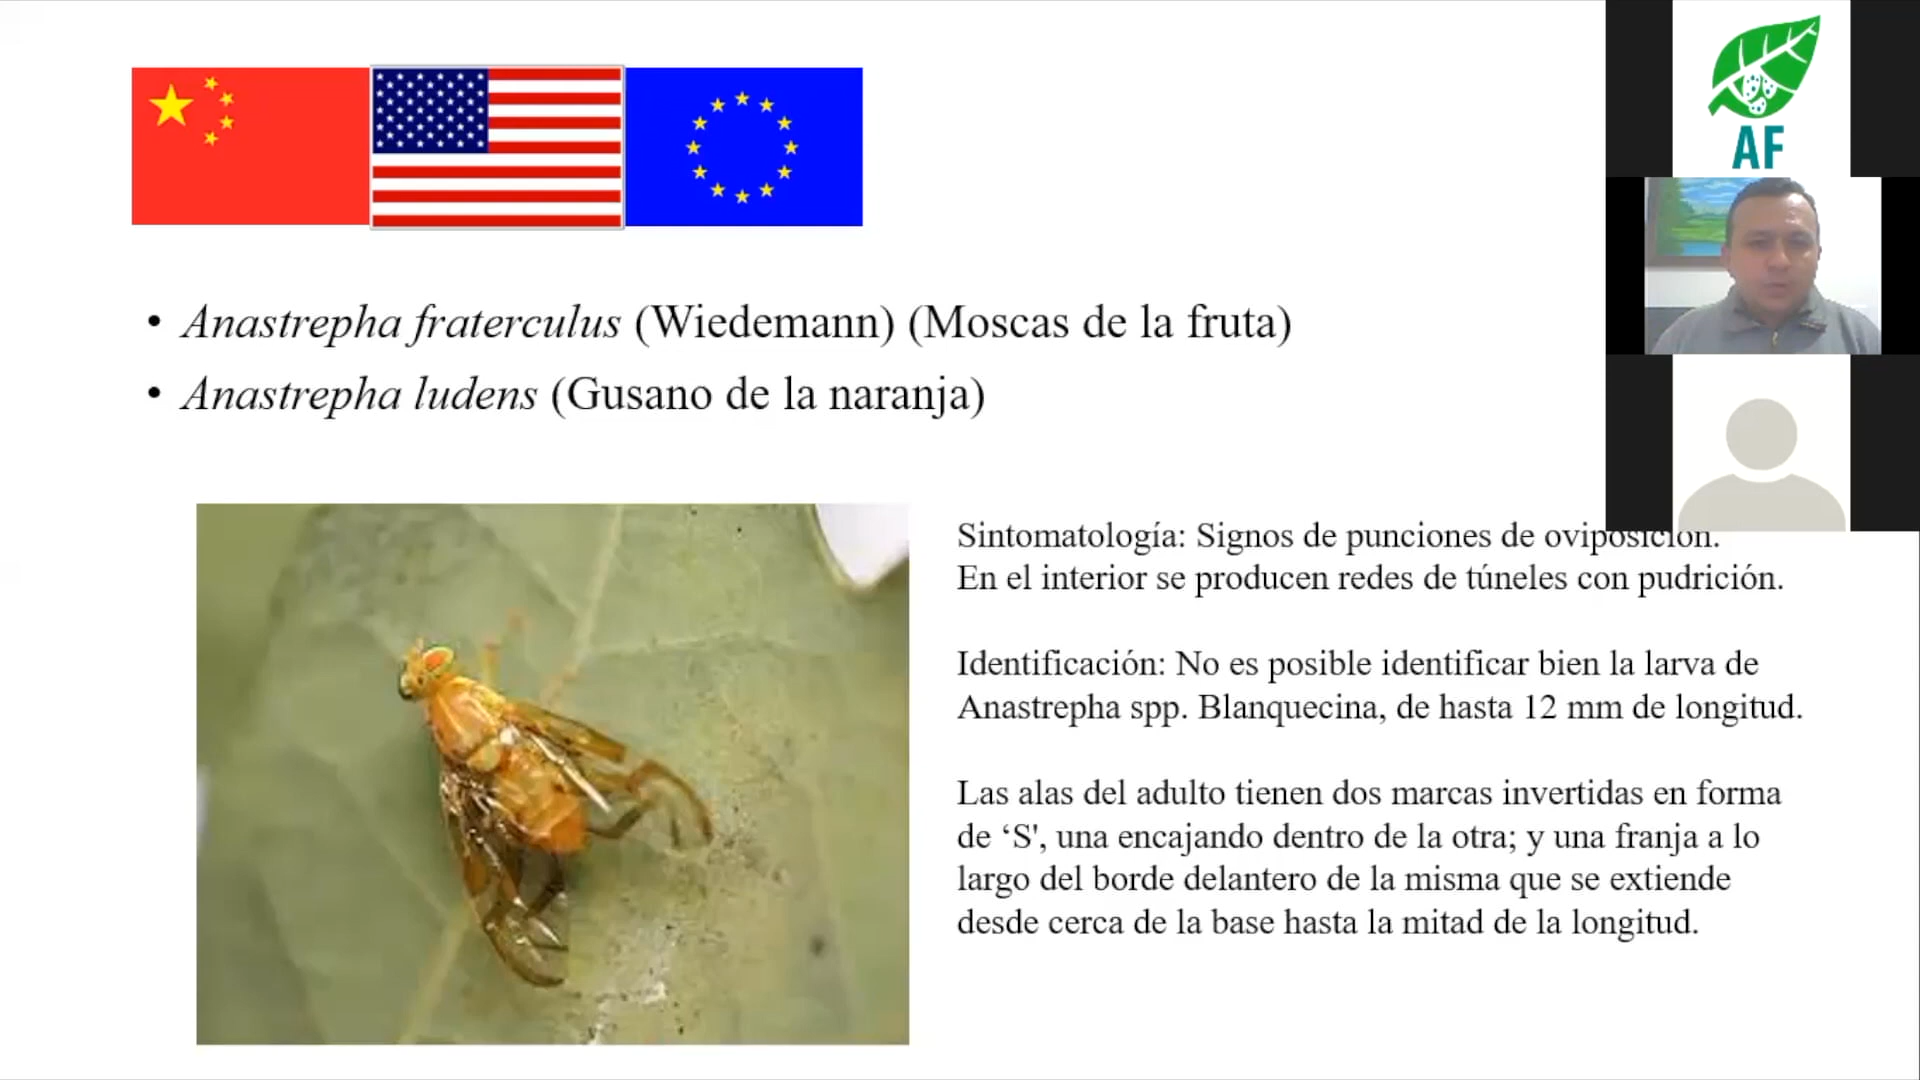 AF
• Anastrepha fraterculus (Wiedemann) (Moscas de la fruta)
• Anastrepha ludens (Gusano de la naranja)
Sintomatología: Signos de punciones de oviposición.
En el interior se producen redes de túneles con pudrición.
Identificación: No es posible identificar bien la larva de
Anastrepha spp. Blanquecina, de hasta 12 mm de longitud.
Las alas del adulto tienen dos marcas invertidas en forma
de ‘S', una encajando dentro de la otra; y una franja a lo
largo del borde delantero de la misma que se extiende
desde cerca de la base hasta la mitad de la longitud.